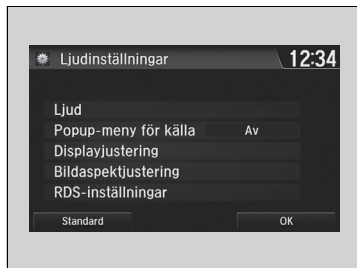 Ljudinställningar
12:34
Ljud
Popup-meny för källa Av
Displayjustering
Bildaspektjustering
RDS-inställningar
Standard OK